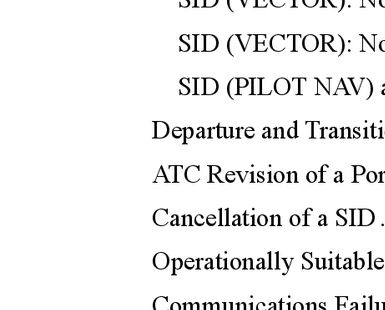 SID (VECTOR): No
SID (VECTOR): No
SID (PILOT NAV) a
Departure and Transiti
ATC Revision of a Por
Cancellation of a SID .
Operationally Suitable
Communications Failu